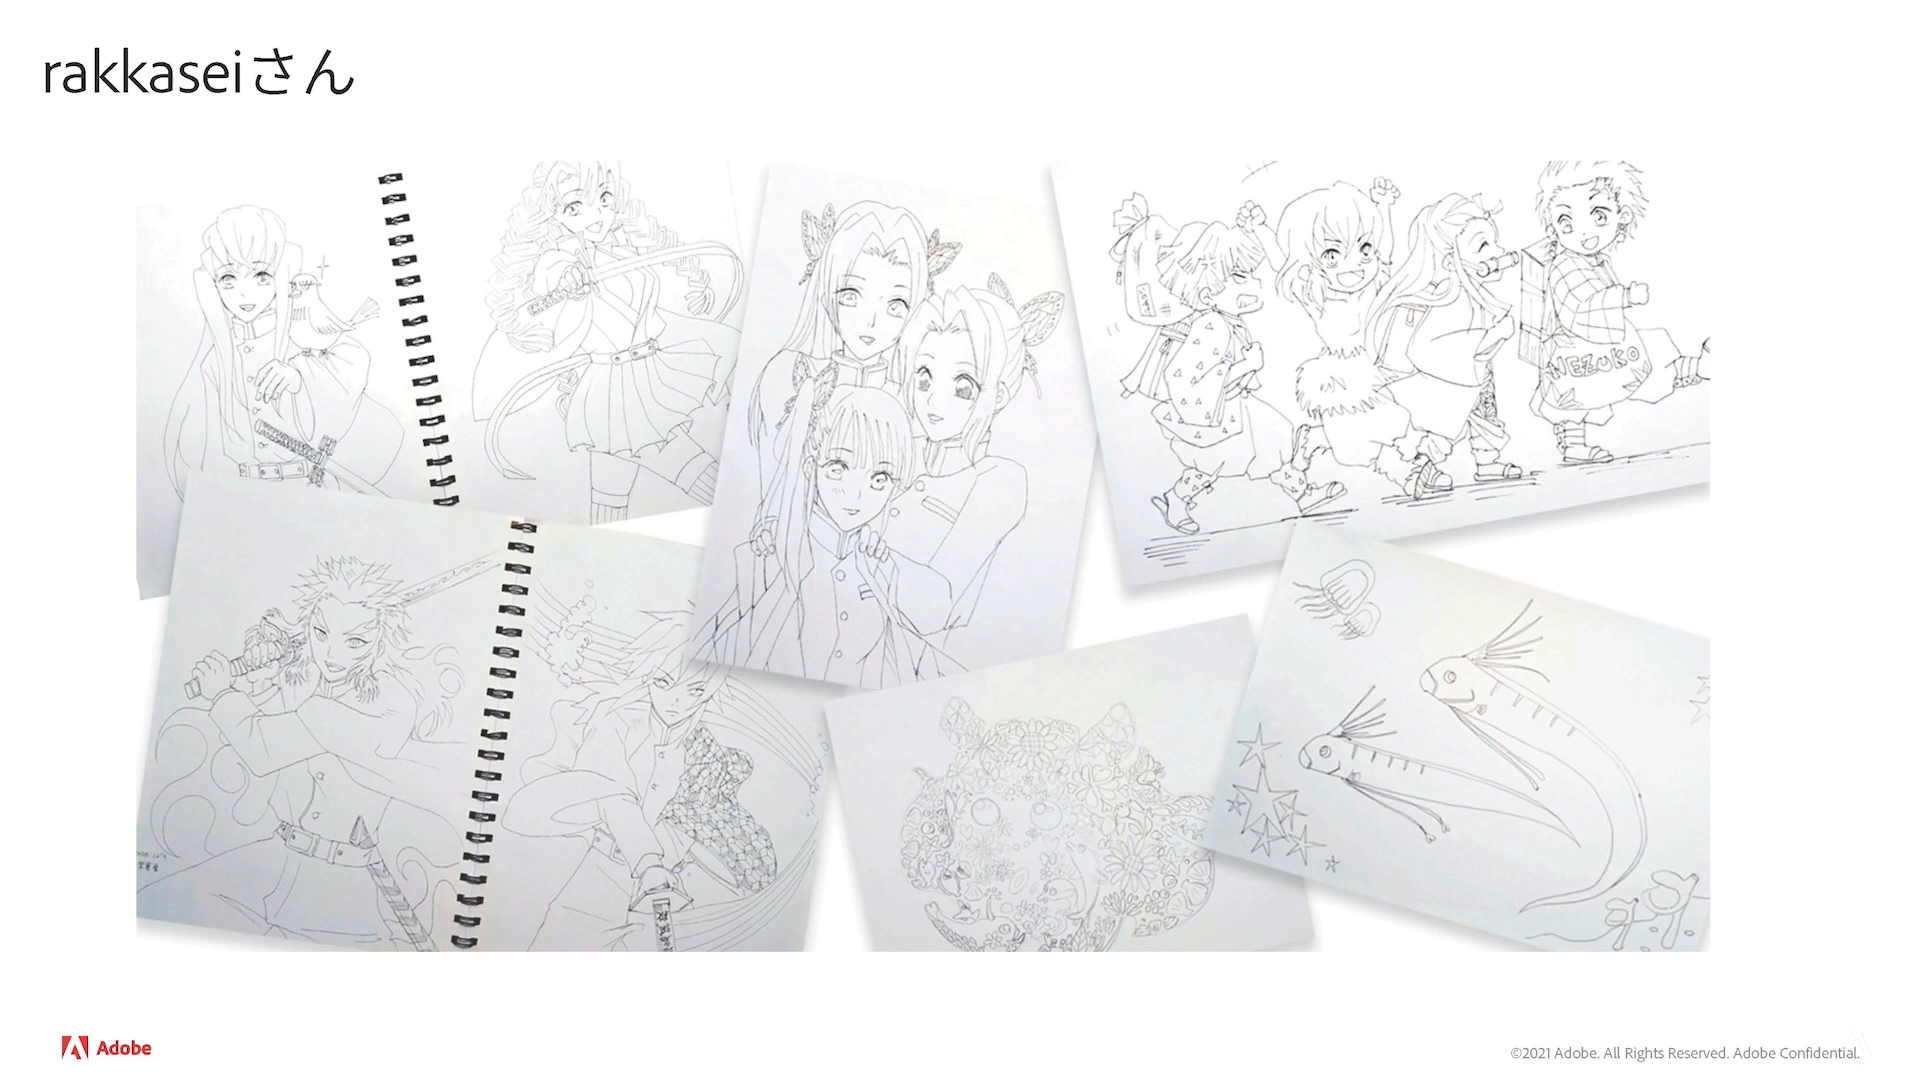 rakkaseiさん
NEZUKO
Adobe
©2021 Adobe. All Rights Reserved. Adobe Confidential.